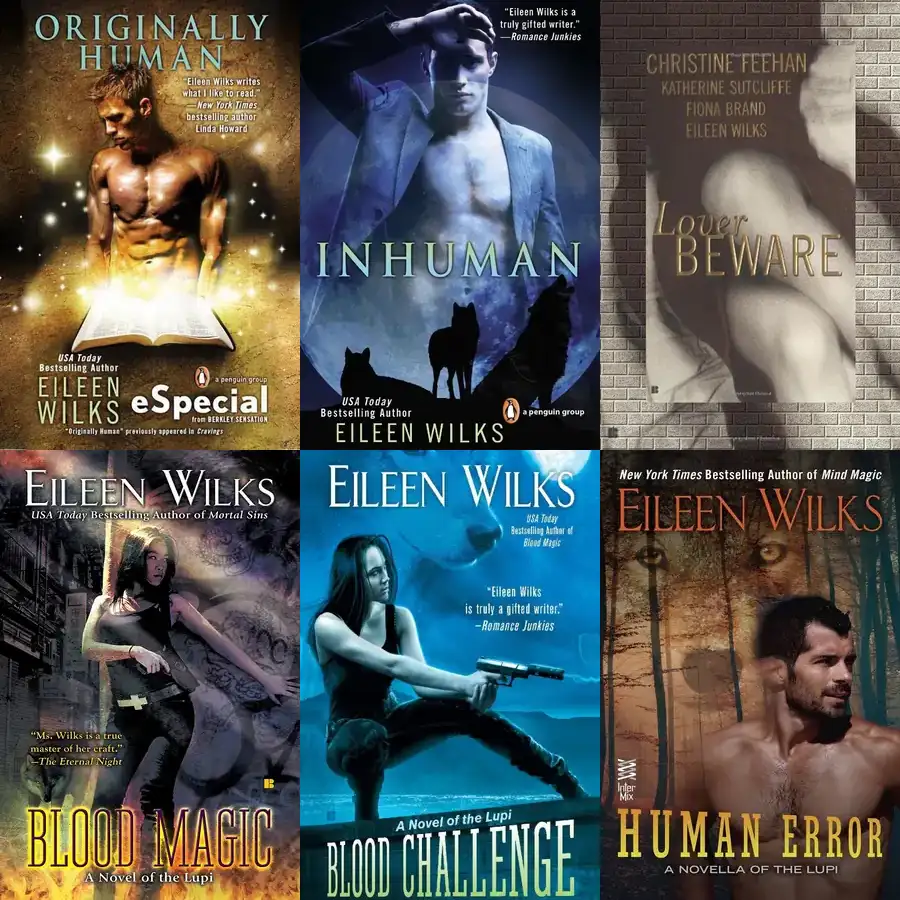 ORIGINALLY
HUMAN
"Eileen Wilks writes
what I like to read."
—New York Times
bestselling author
Linda Howard
USA Today
Bestselling Author
EILEEN
WILKS
a penguin group
eSpecial
from BERKLEY SENSATION
"Originally Human" previously appeared in Cravings
"Eileen Wilks is a
truly gifted writer."
—Romance Junkies
INHUMAN
USA Today
Bestselling Author
a penguin group
EILEEN WILKS
CHRISTINE FEEHAN
KATHERINE SUTCLIFFE
FIONA BRAND
EILEEN WILKS
Lover
BEWARE
EILEEN WILKS
USA Today Bestselling Author of Mortal Sins
"Ms. Wilks is a true
master of her craft."
—The Eternal Night
B
BLOOD MAGIC
A Novel of the Lupi
EILEEN WILKS
USA Today
Bestselling Author of
Blood Magic
"Eileen Wilks
is truly a gifted writer."
—Romance Junkies
A Novel of the Lupi
BLOOD CHALLENGE
New York Times Bestselling Author of Mind Magic
EILEEN WILKS
Inter
Mix
HUMAN ERROR
A NOVELLA OF THE LUPI